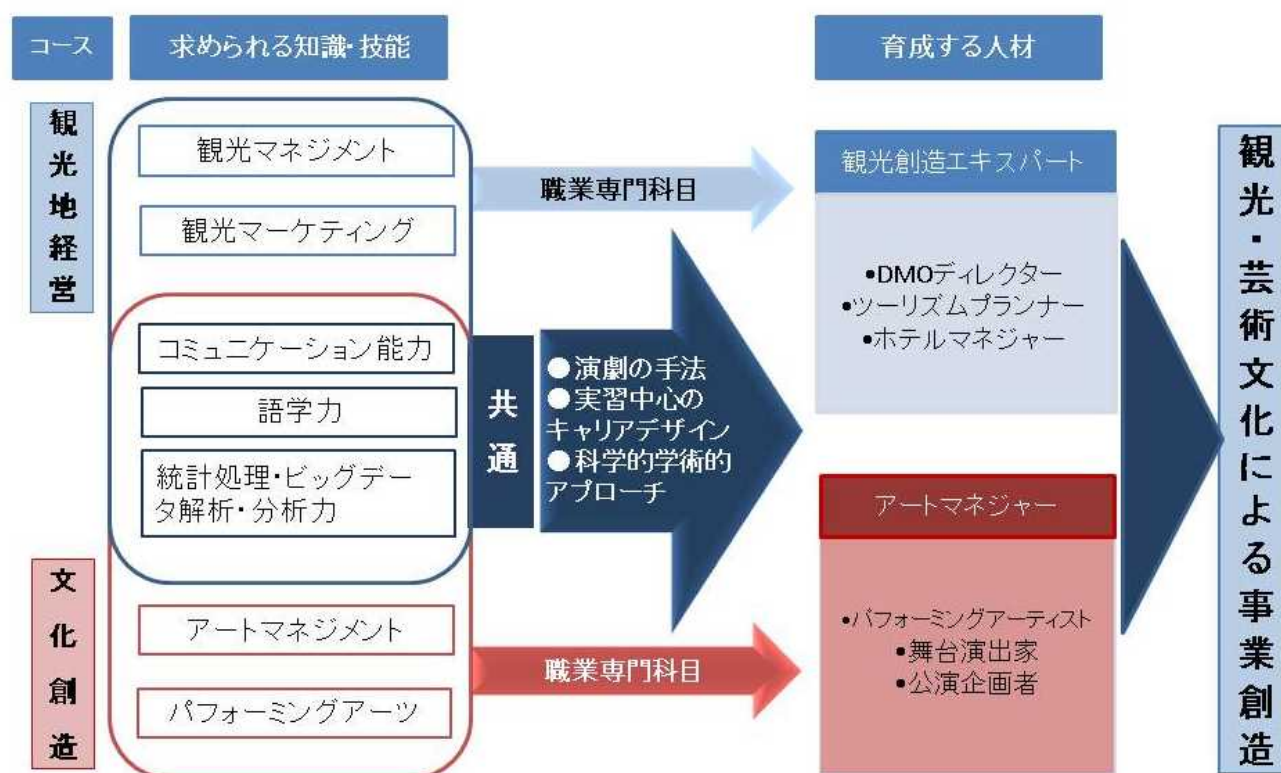 コース
求められる知識・技能
育成する人材
観光地経営
観光マネジメント
観光マーケティング
コミュニケーション能力
語学力
統計処理・ビッグデー
タ解析・分析力
文化創造
アートマネジメント
パフォーミングアーツ
職業専門科目
共通
●演劇の手法
●実習中心の
キャリアデザイン
●科学的学術的
アプローチ
職業専門科目
観光創造エキスパート
•DMOディレクター
•ツーリズムプランナー
•ホテルマネジャー
アートマネジャー
•パフォーミングアーティスト
•舞台演出家
•公演企画者
観光・芸術文化による事業創造